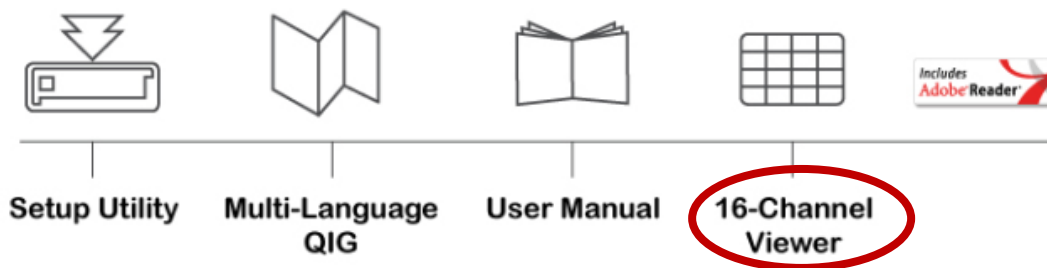 Includes
Adobe® Reader®
Setup Utility
Multi-Language
QIG
User Manual
16-Channel
Viewer